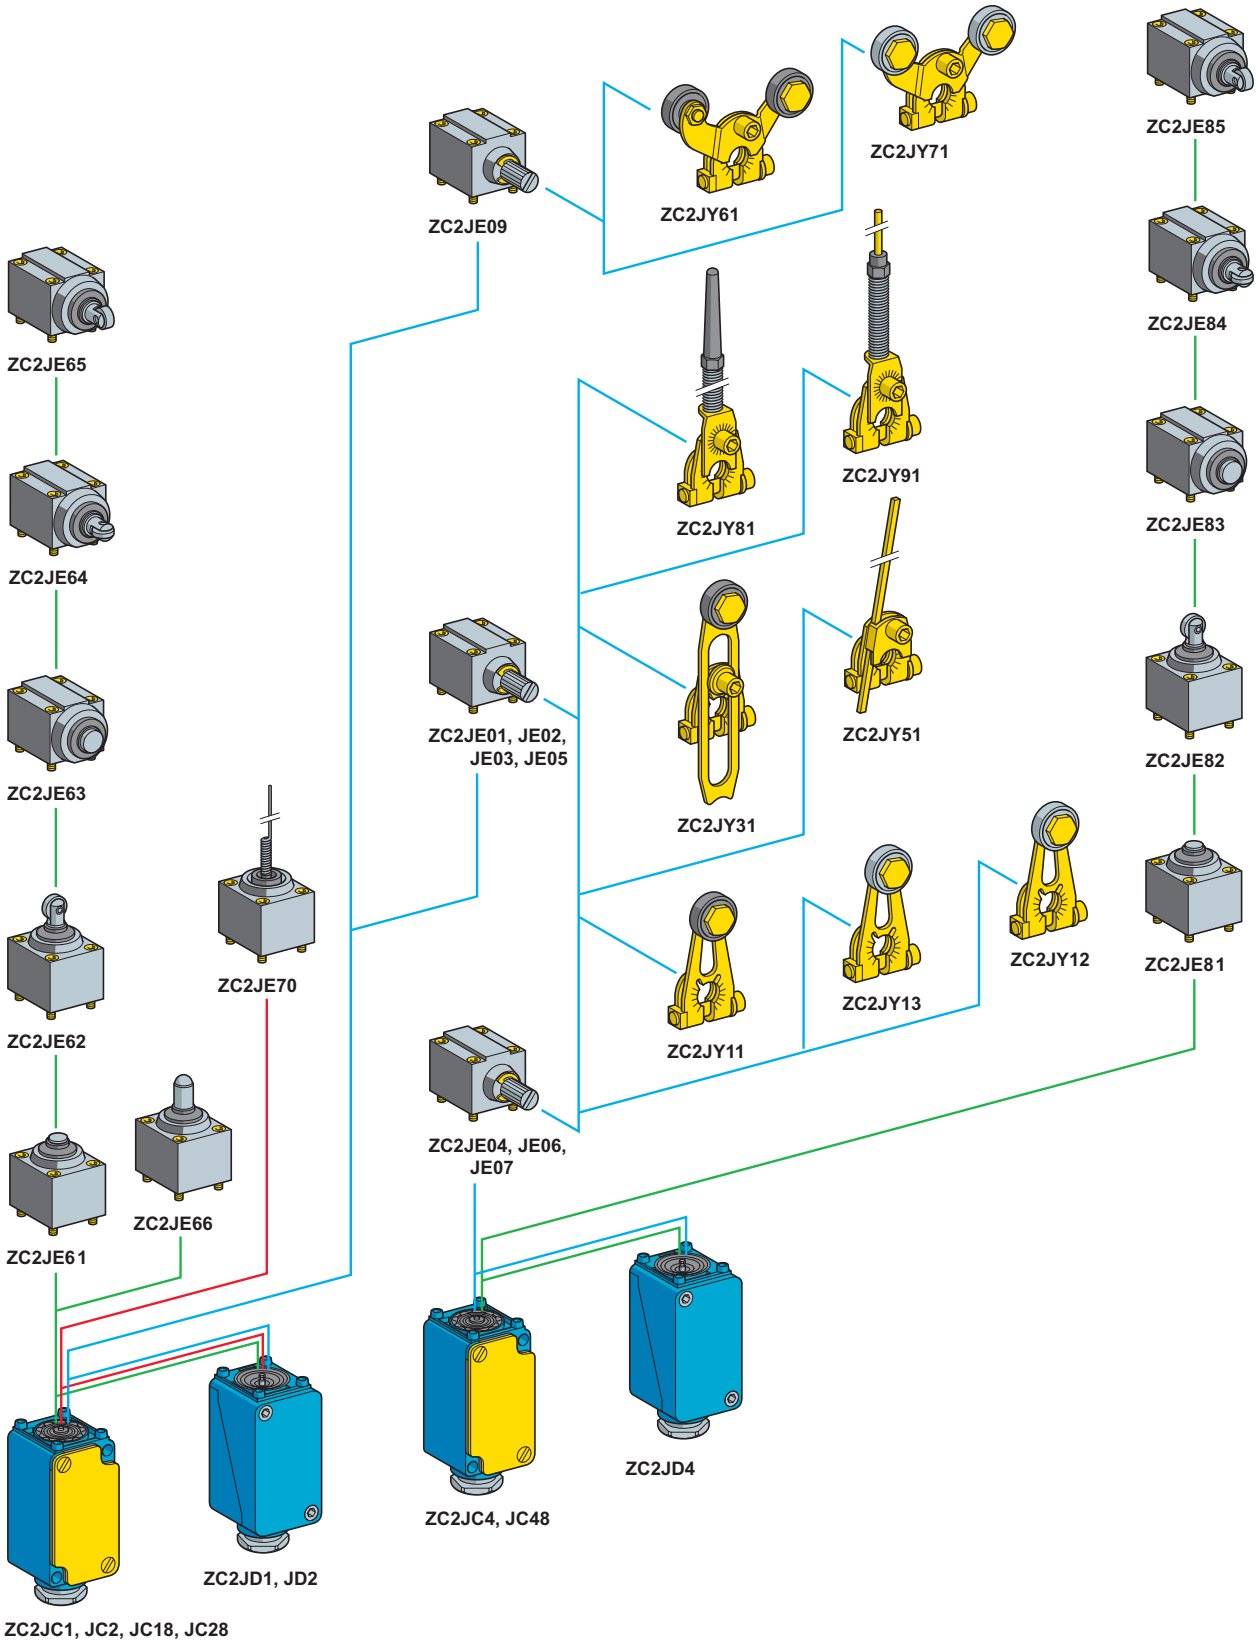 ZC2JE85
ZC2JY71
ZC2JY61
ZC2JE09
ZC2JE84
ZC2JE65
ZC2JY91
ZC2JY81
ZC2JE83
ZC2JE64
ZC2JE01, JE02,
JE03, JE05
ZC2JY51
ZC2JE82
ZC2JE63
ZC2JY31
ZC2JY12
ZC2JE81
ZC2JE70
ZC2JY13
ZC2JE62
ZC2JY11
ZC2JE04, JE06,
JE07
ZC2JE66
ZC2JE61
ZC2JD4
ZC2JC4, JC48
ZC2JD1, JD2
ZC2JC1, JC2, JC18, JC28